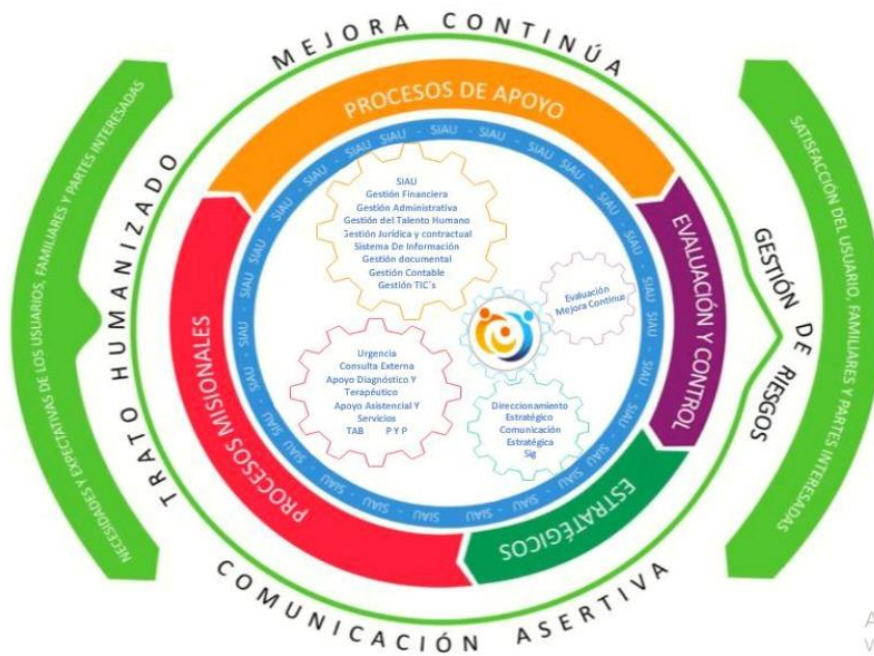 MEJORA CONTINÚA
NECESIDADES Y EXPECTATIVAS DE LOS USUARIOS, FAMILIARES Y PARTES INTERESADAS
TRATO HUMANIZADO
PROCESOS DE APOYO
SIAU - SIAU - SIAU - SIAU - SIAU - SIAU - SIAU
SIAU
Gestión Financiera
Gestión Administrativa
Gestión del Talento Humano
Gestión Jurídica y contractual
Sistema De Información
Gestión documental
Gestión Contable
Gestión TIC´s
Evaluación
Mejora Continua
EVALUACIÓN Y CONTROL
GESTIÓN DE RIESGOS
SATISFACCIÓN DEL USUARIO, FAMILIARES Y PARTES INTERESADAS
PROCESOS MISIONALES
Urgencia
Consulta Externa
Apoyo Diagnóstico Y
Terapéutico
Apoyo Asistencial Y
Servicios
TAB P Y P
Direccionamiento
Estratégico
Comunicación
Estratégica
Sig
ESTRATÉGICOS
COMUNICACIÓN ASERTIVA